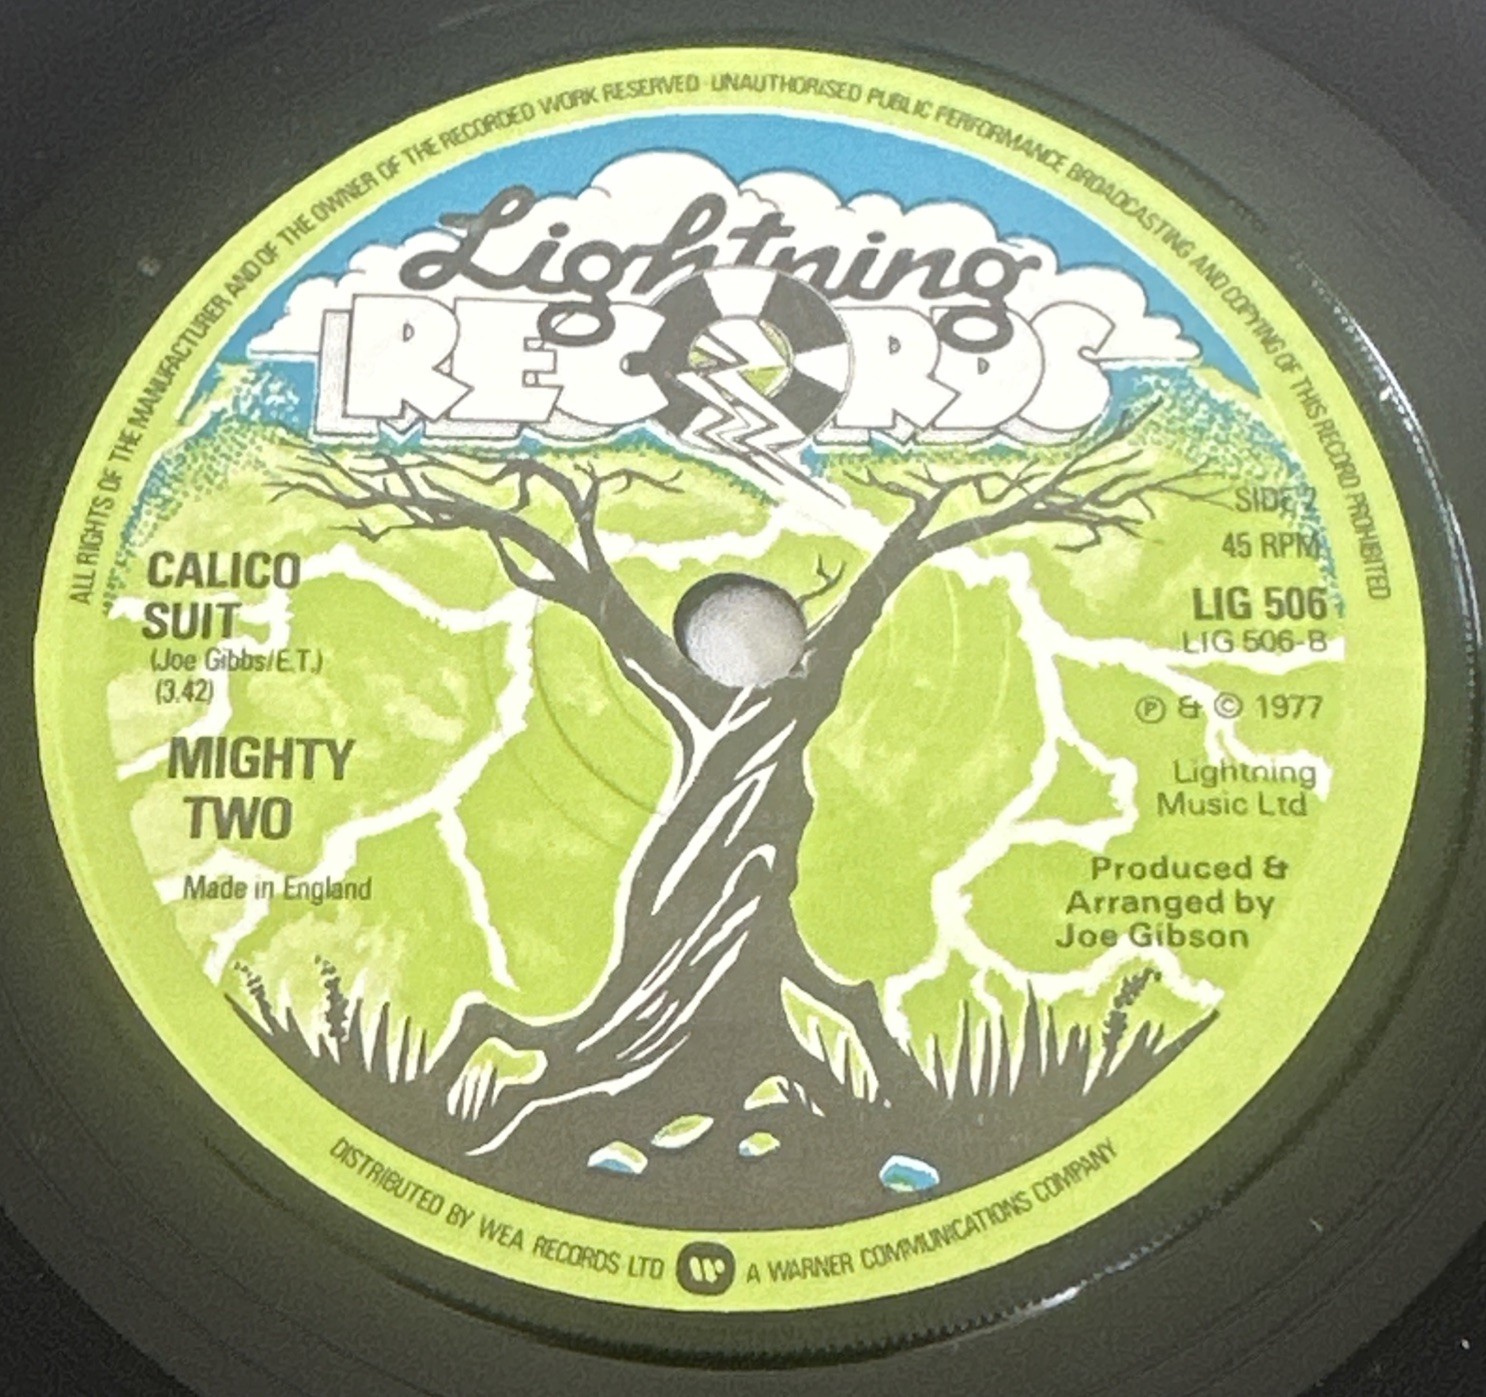 ALL RIGHTS OF THE MANUFACTURER AND OF THE OWNER OF THE RECORDED WORK RESERVED · UNAUTHORISED PUBLIC PERFORMANCE BROADCASTING AND COPYING OF THIS RECORD PROHIBITED
Lightning
RECORDS
SIDE 2
45 RPM
LIG 506
LIG 506-B
℗ & © 1977
Lightning
Music Ltd
Produced &
Arranged by
Joe Gibson
CALICO
SUIT
(Joe Gibbs/E.T.)
(3.42)
MIGHTY
TWO
Made in England
DISTRIBUTED BY WEA RECORDS LTD W A WARNER COMMUNICATIONS COMPANY